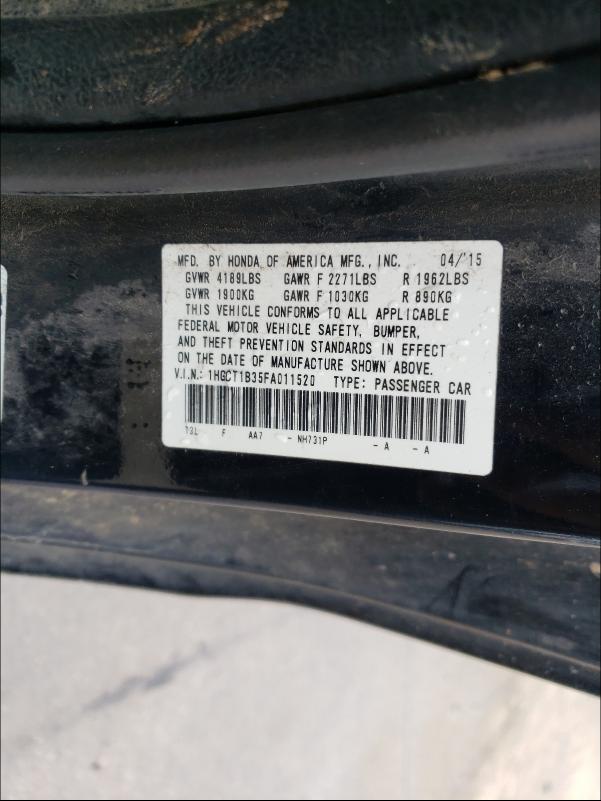 MFD. BY HONDA OF AMERICA MFG., INC. 04/'15
GVWR 4189LBS GAWR F 2271LBS R 1962LBS
GVWR 1900KG GAWR F 1030KG R 890KG
THIS VEHICLE CONFORMS TO ALL APPLICABLE
FEDERAL MOTOR VEHICLE SAFETY, BUMPER,
AND THEFT PREVENTION STANDARDS IN EFFECT
ON THE DATE OF MANUFACTURE SHOWN ABOVE.
V.I.N.: 1HGCT1B35FA011520 TYPE: PASSENGER CAR
T3L F AA7 - NH731P - A - A